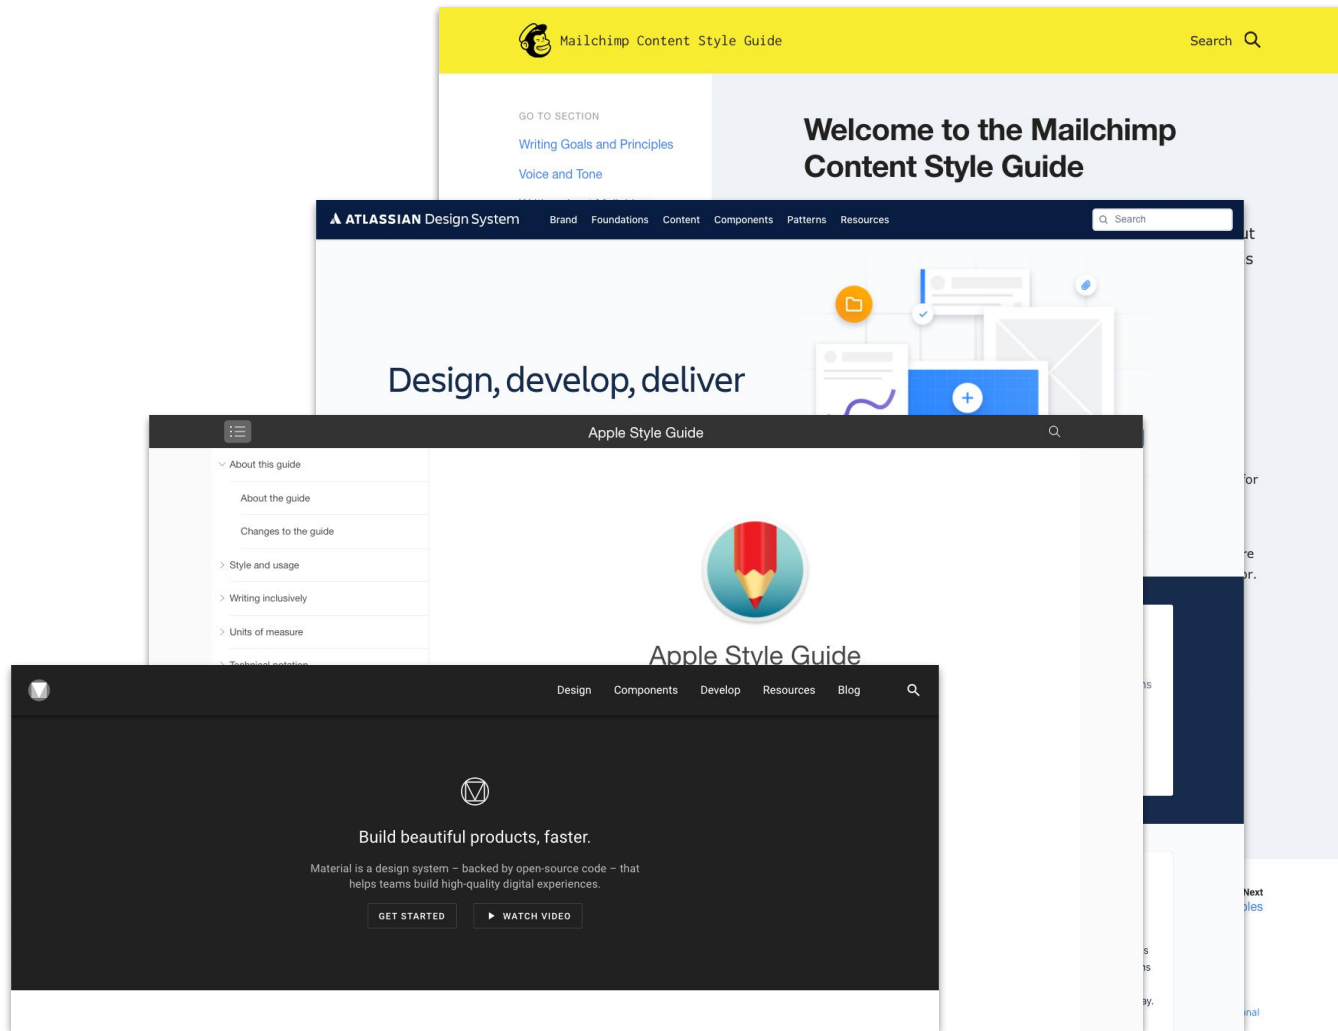 Mailchimp Content Style Guide
Search
GO TO SECTION
Writing Goals and Principles
Voice and Tone
Welcome to the Mailchimp
Content Style Guide
ATLASSIAN Design System
Brand Foundations Content Components Patterns Resources
Search
Design, develop, deliver
Apple Style Guide
About this guide
About the guide
Changes to the guide
Style and usage
Writing inclusively
Units of measure
Technical notation
Apple Style Guide
Design Components Develop Resources Blog
Build beautiful products, faster.
Material is a design system – backed by open-source code – that
helps teams build high-quality digital experiences.
GET STARTED
WATCH VIDEO
Next